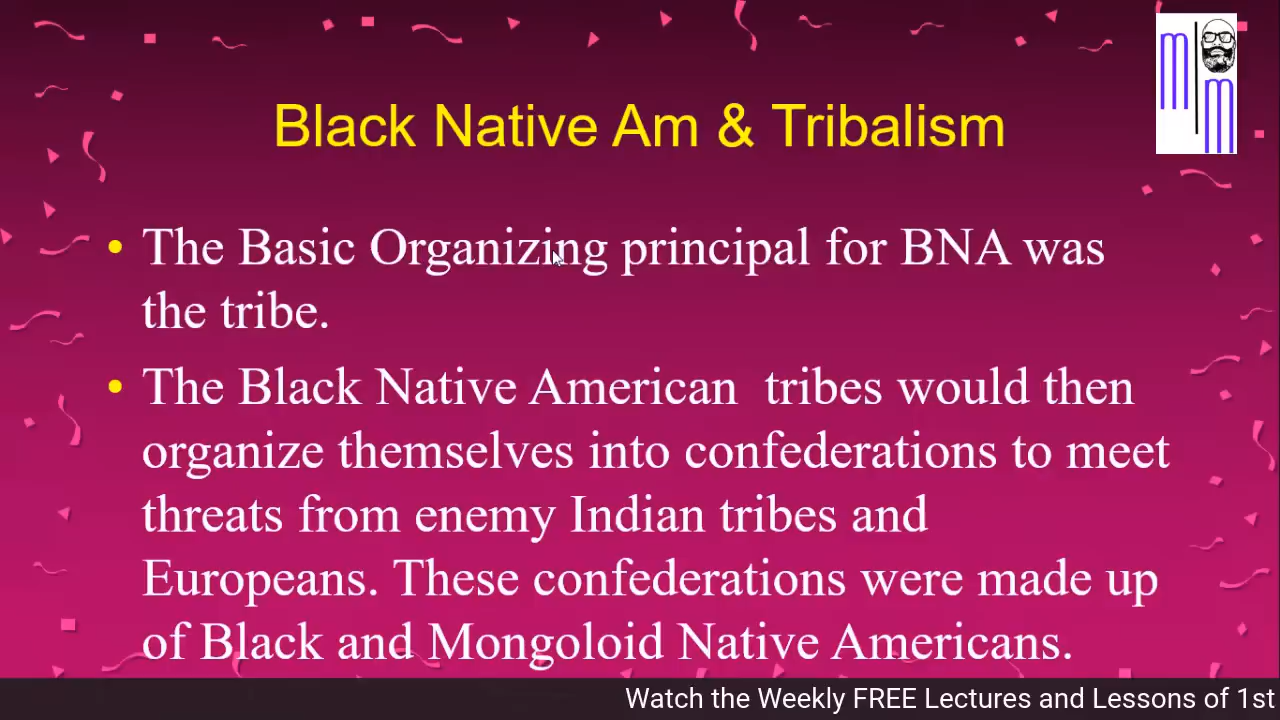 Black Native Am & Tribalism
The Basic Organizing principal for BNA was
the tribe.
The Black Native American tribes would then
organize themselves into confederations to meet
threats from enemy Indian tribes and
Europeans. These confederations were made up
of Black and Mongoloid Native Americans.
Watch the Weekly FREE Lectures and Lessons of 1st
m
m